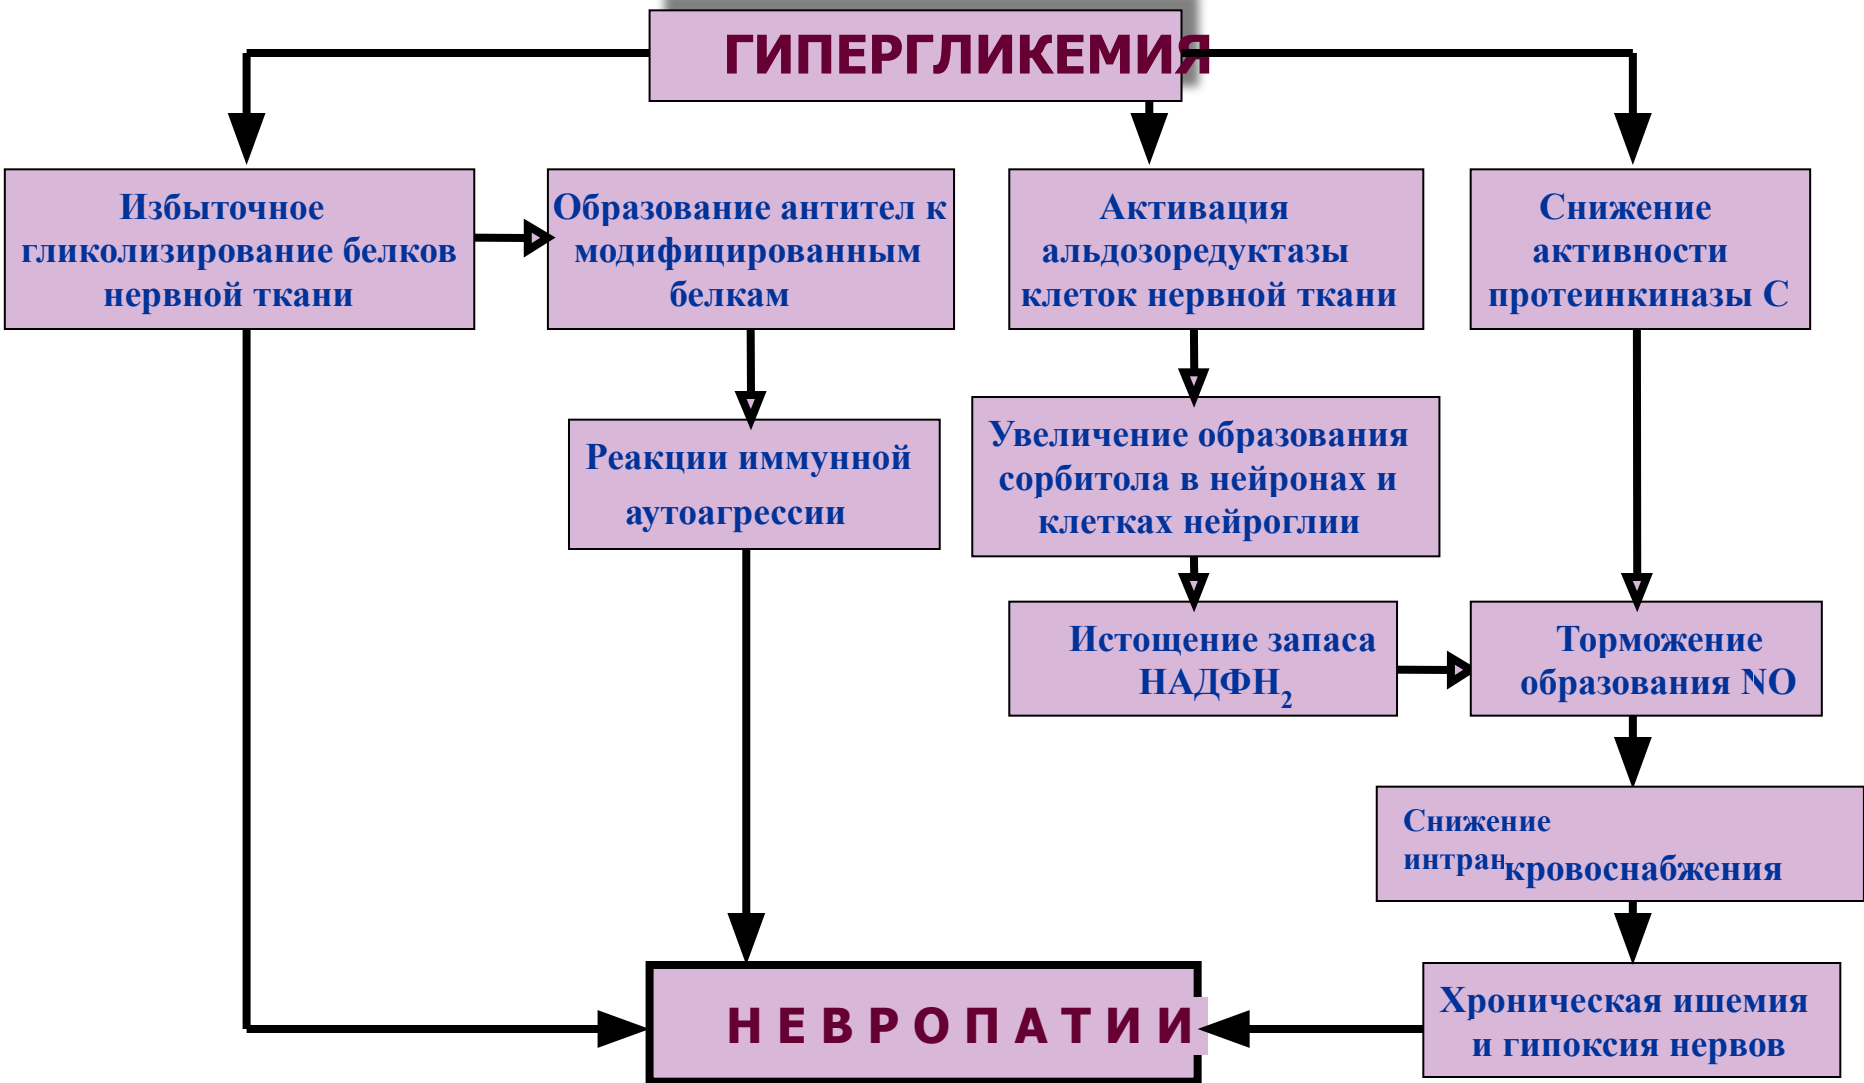 ГИПЕРГЛИКЕМИЯ
Избыточное
гликолизирование белков
нервной ткани
Образование антител к
модифицированным
белкам
Активация
альдозоредуктазы
клеток нервной ткани
Снижение
активности
протеинкиназы С
Реакции иммунной
аутоагрессии
Увеличение образования
сорбитола в нейронах и
клетках нейроглии
Истощение запаса
НАДФН2
Торможение
образования NO
Снижение
интран
кровоснабжения
Хроническая ишемия
и гипоксия нервов
Н Е В Р О П А Т И И